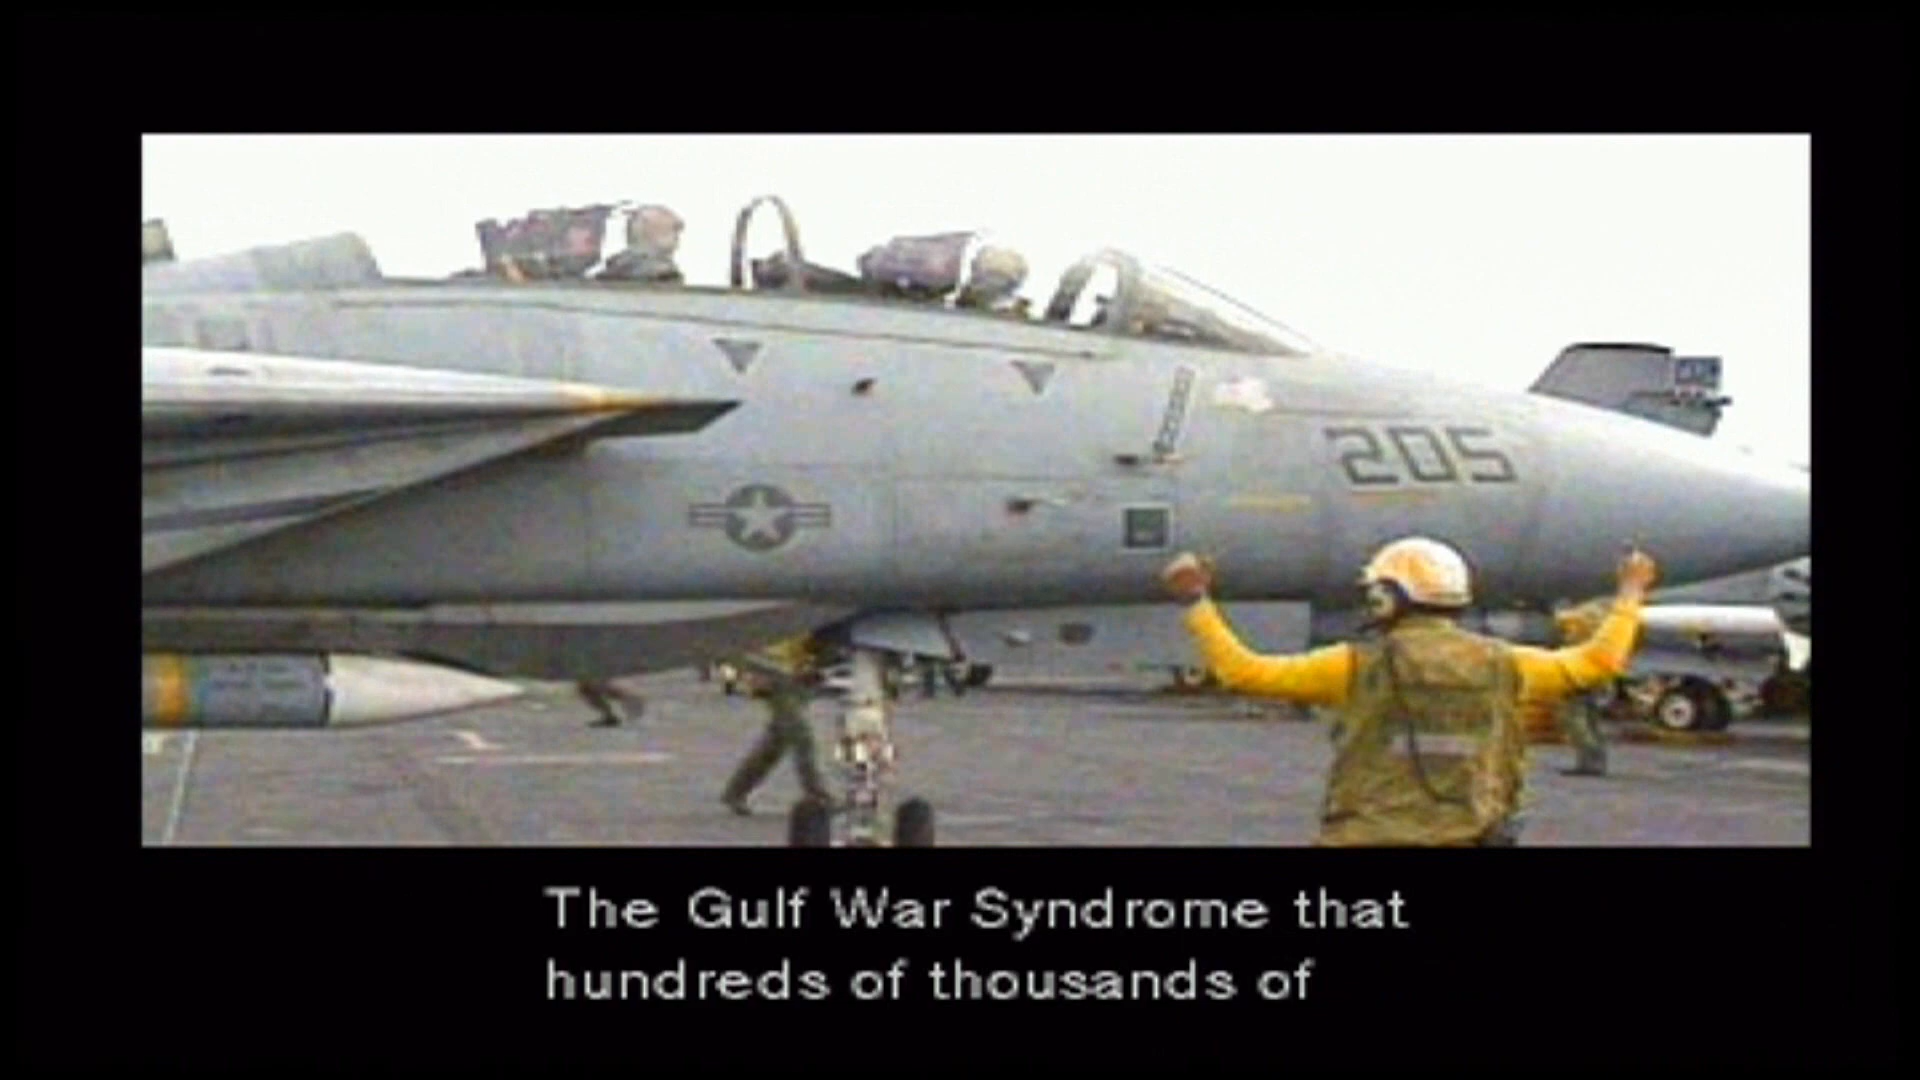 205
The Gulf War Syndrome that
hundreds of thousands of